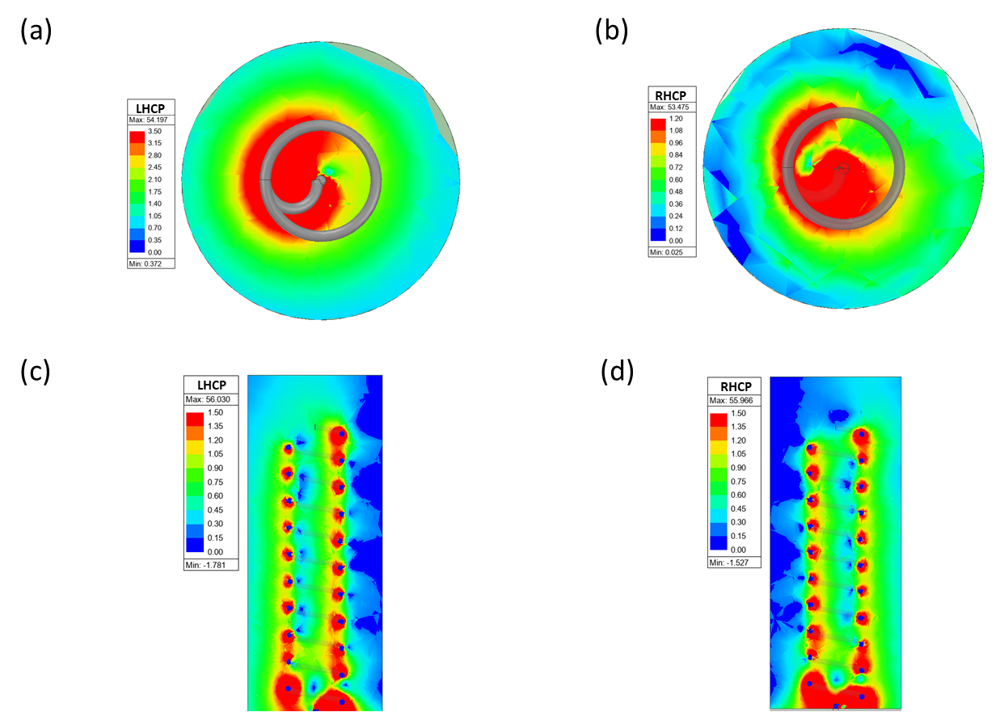 (a)
LHCP
Max: 54.197
3.50
3.15
2.80
2.45
2.10
1.75
1.40
1.05
0.70
0.35
0.00
Min: 0.372
(b)
RHCP
Max: 53.475
1.20
1.08
0.96
0.84
0.72
0.60
0.48
0.36
0.24
0.12
0.00
Min: 0.025
(c)
LHCP
Max: 56.030
1.50
1.35
1.20
1.05
0.90
0.75
0.60
0.45
0.30
0.15
0.00
Min: -1.781
(d)
RHCP
Max: 55.966
1.50
1.35
1.20
1.05
0.90
0.75
0.60
0.45
0.30
0.15
0.00
Min: -1.527